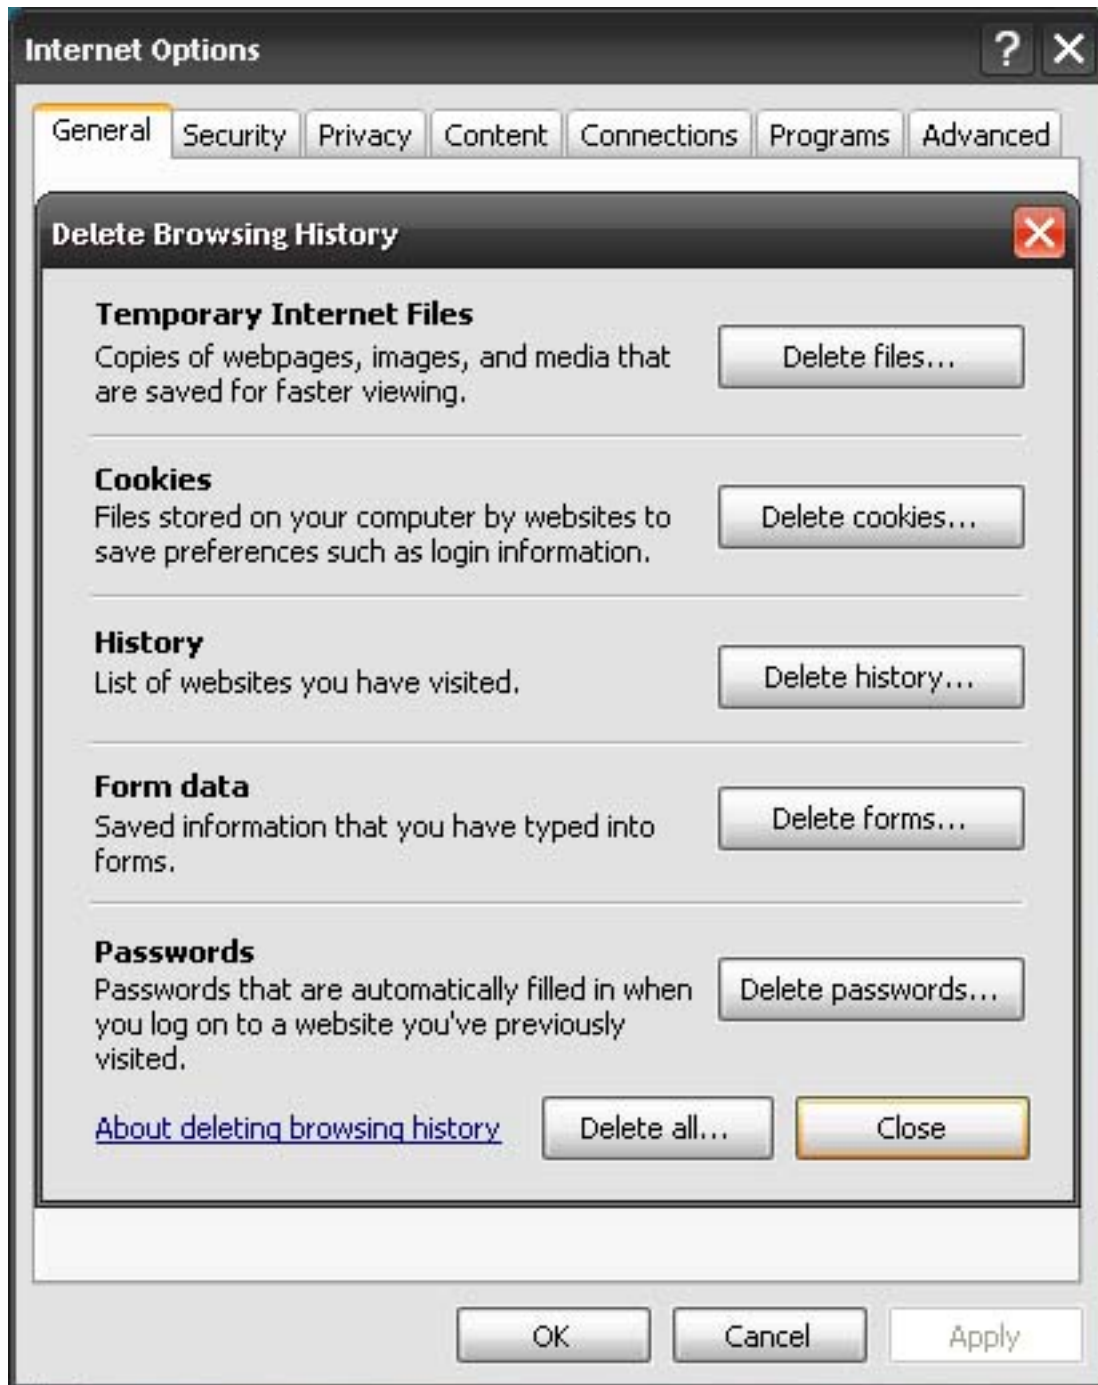 Internet Options
General Security Privacy Content Connections Programs Advanced
Delete Browsing History
Temporary Internet Files
Copies of webpages, images, and media that
are saved for faster viewing.
Delete files...
Cookies
Files stored on your computer by websites to
save preferences such as login information.
Delete cookies...
History
List of websites you have visited.
Delete history...
Form data
Saved information that you have typed into
forms.
Delete forms...
Passwords
Passwords that are automatically filled in when
you log on to a website you've previously
visited.
Delete passwords...
About deleting browsing history Delete all... Close
OK Cancel Apply